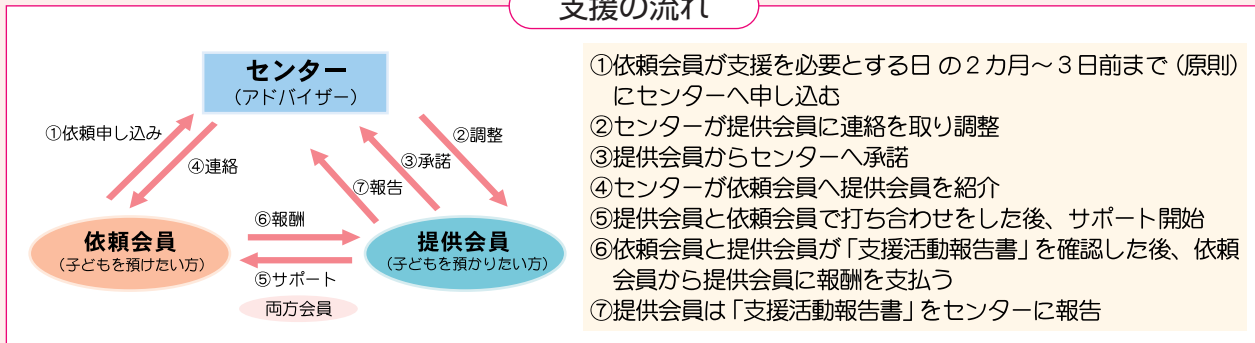 支援の流れ
センター
（アドバイザー）
①依頼申し込み
④連絡
②調整
③承諾
⑦報告
依頼会員
（子どもを預けたい方）
⑥報酬
⑤サポート
両方会員
提供会員
（子どもを預かりたい方）
①依頼会員が支援を必要とする日 の２カ月～３日前まで（原則）
にセンターへ申し込む
②センターが提供会員に連絡を取り調整
③提供会員からセンターへ承諾
④センターが依頼会員へ提供会員を紹介
⑤提供会員と依頼会員で打ち合わせをした後、サポート開始
⑥依頼会員と提供会員が「支援活動報告書」を確認した後、依頼
会員から提供会員に報酬を支払う
⑦提供会員は「支援活動報告書」をセンターに報告